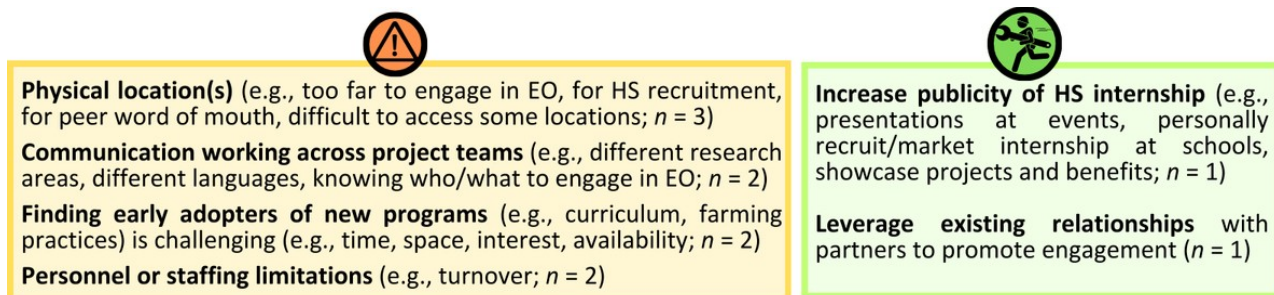 Physical location(s) (e.g., too far to engage in EO, for HS recruitment,
for peer word of mouth, difficult to access some locations; n = 3)
Communication working across project teams (e.g., different research
areas, different languages, knowing who/what to engage in EO; n = 2)
Finding early adopters of new programs (e.g., curriculum, farming
practices) is challenging (e.g., time, space, interest, availability; n = 2)
Personnel or staffing limitations (e.g., turnover; n = 2)
Increase publicity of HS internship (e.g.,
presentations at events, personally
recruit/market internship at schools,
showcase projects and benefits; n = 1)
Leverage existing relationships with
partners to promote engagement (n = 1)